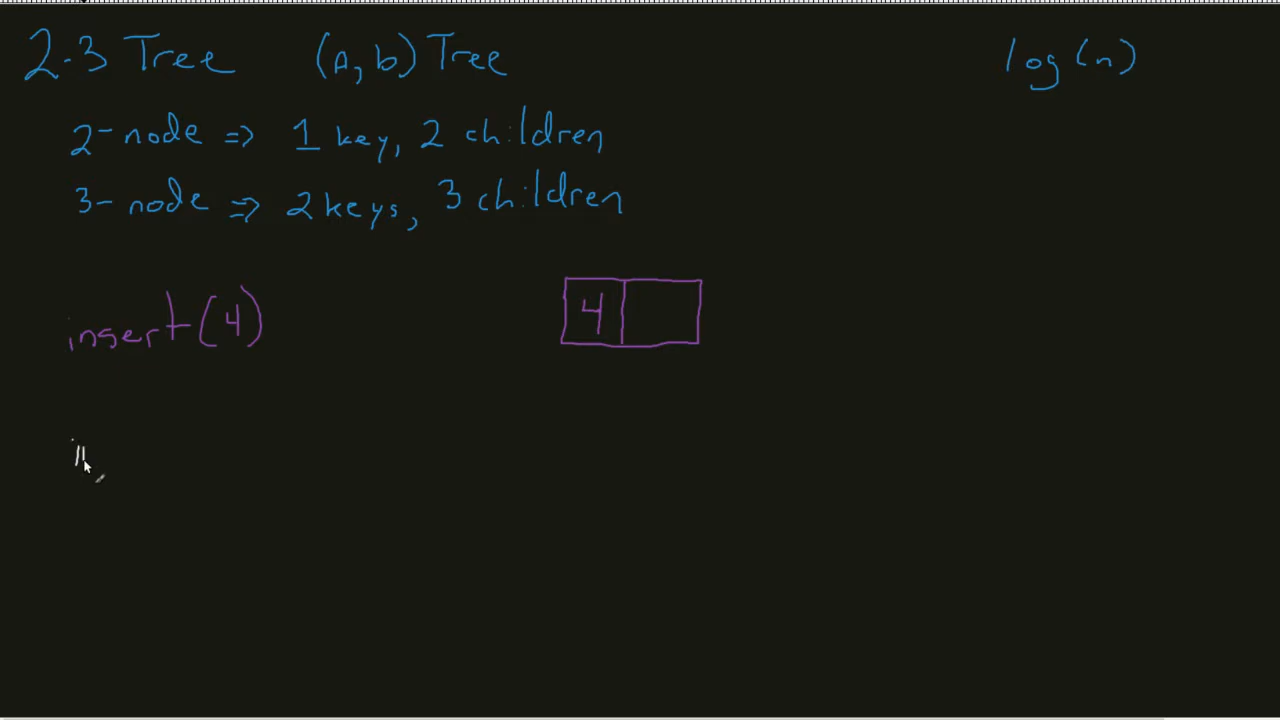 2-3 Tree (a,b) Tree log(n)
2-node => 1 key, 2 children
3-node => 2 keys, 3 children
insert(4) 4